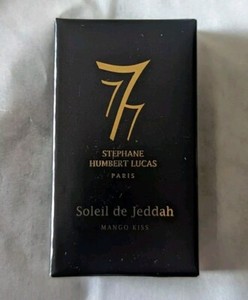 777
STEPHANE
HUMBERT LUCAS
PARIS
Soleil de Jeddah
MANGO KISS